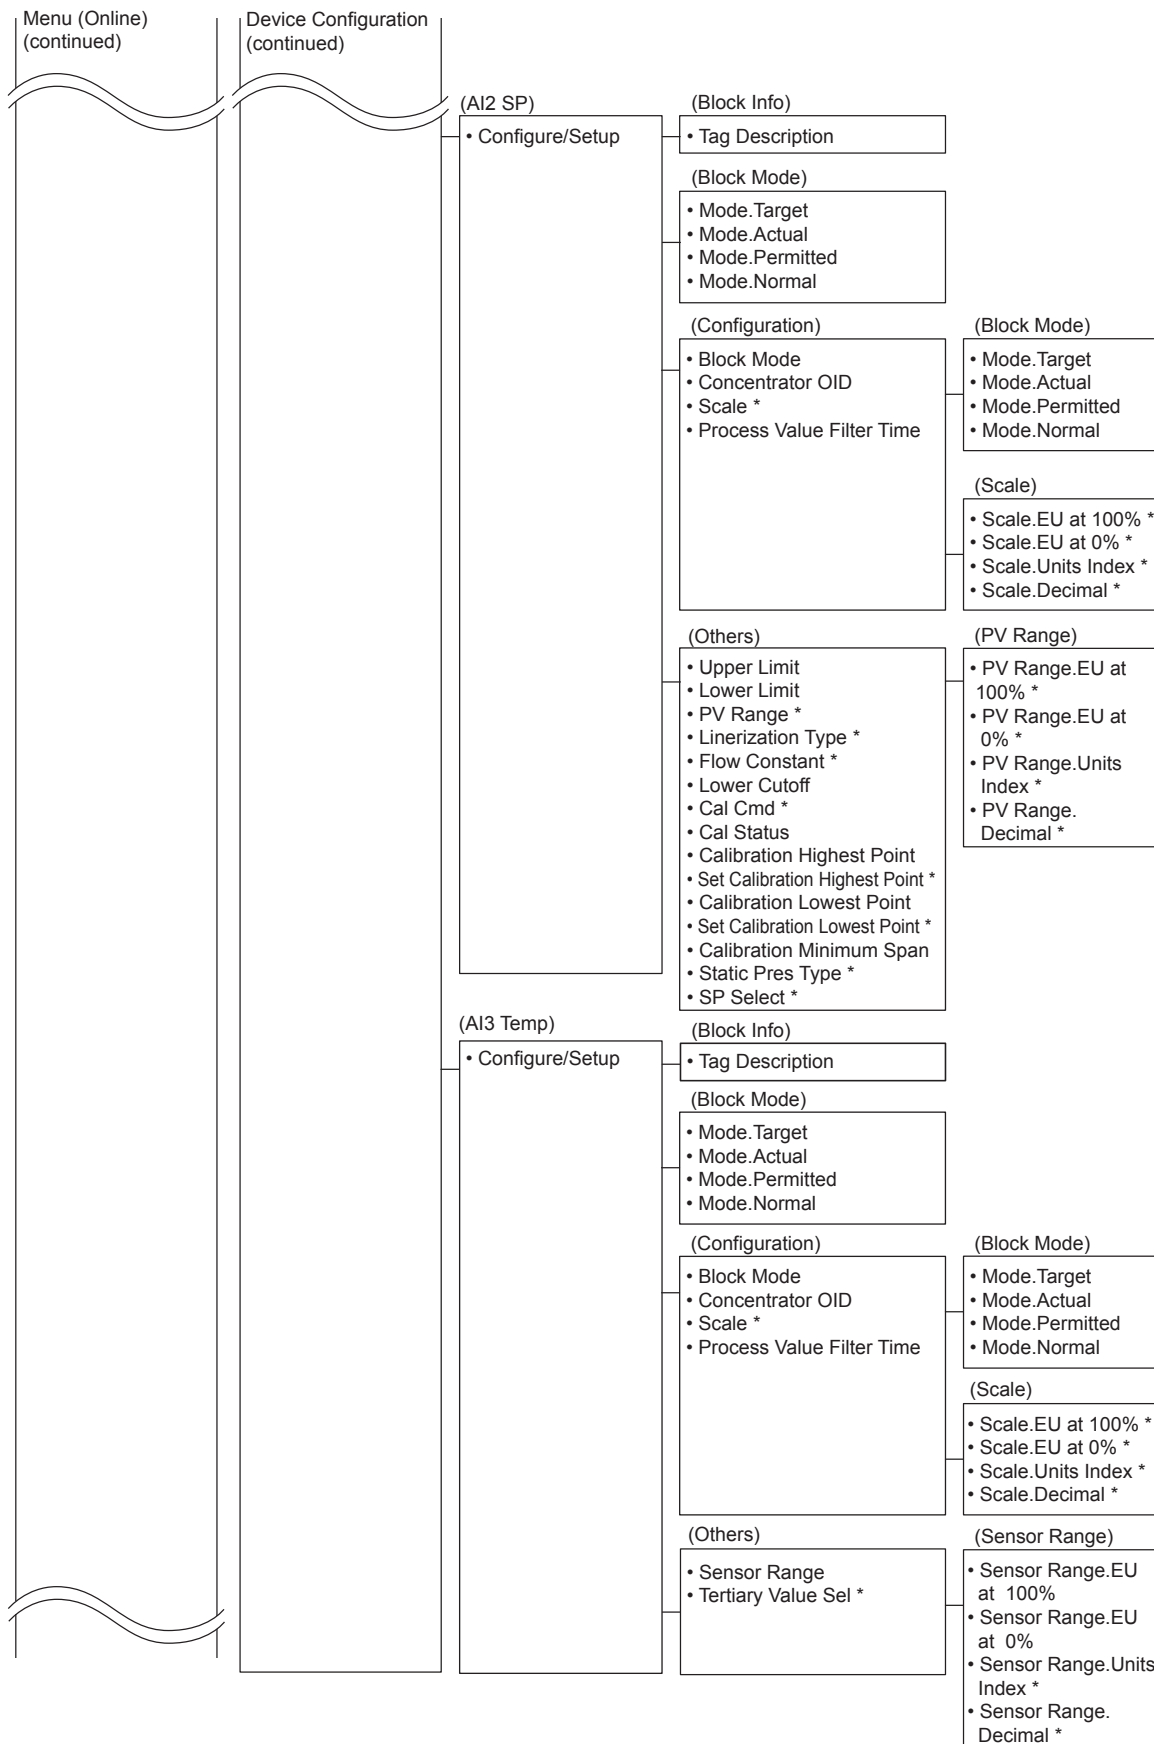 Menu (Online)
(continued)
Device Configuration
(continued)
(AI2 SP)
• Configure/Setup
(Block Info)
• Tag Description
(Block Mode)
• Mode.Target
• Mode.Actual
• Mode.Permitted
• Mode.Normal
(Configuration)
• Block Mode
• Concentrator OID
• Scale *
• Process Value Filter Time
(Block Mode)
• Mode.Target
• Mode.Actual
• Mode.Permitted
• Mode.Normal
(Scale)
• Scale.EU at 100% *
• Scale.EU at 0% *
• Scale.Units Index *
• Scale.Decimal *
(Others)
• Upper Limit
• Lower Limit
• PV Range *
• Linerization Type *
• Flow Constant *
• Lower Cutoff
• Cal Cmd *
• Cal Status
• Calibration Highest Point
• Set Calibration Highest Point *
• Calibration Lowest Point
• Set Calibration Lowest Point *
• Calibration Minimum Span
• Static Pres Type *
• SP Select *
(PV Range)
• PV Range.EU at
100% *
• PV Range.EU at
0% *
• PV Range.Units
Index *
• PV Range.
Decimal *
(AI3 Temp)
• Configure/Setup
(Block Info)
• Tag Description
(Block Mode)
• Mode.Target
• Mode.Actual
• Mode.Permitted
• Mode.Normal
(Configuration)
• Block Mode
• Concentrator OID
• Scale *
• Process Value Filter Time
(Block Mode)
• Mode.Target
• Mode.Actual
• Mode.Permitted
• Mode.Normal
(Scale)
• Scale.EU at 100% *
• Scale.EU at 0% *
• Scale.Units Index *
• Scale.Decimal *
(Others)
• Sensor Range
• Tertiary Value Sel *
(Sensor Range)
• Sensor Range.EU
at 100%
• Sensor Range.EU
at 0%
• Sensor Range.Units
Index *
• Sensor Range.
Decimal *